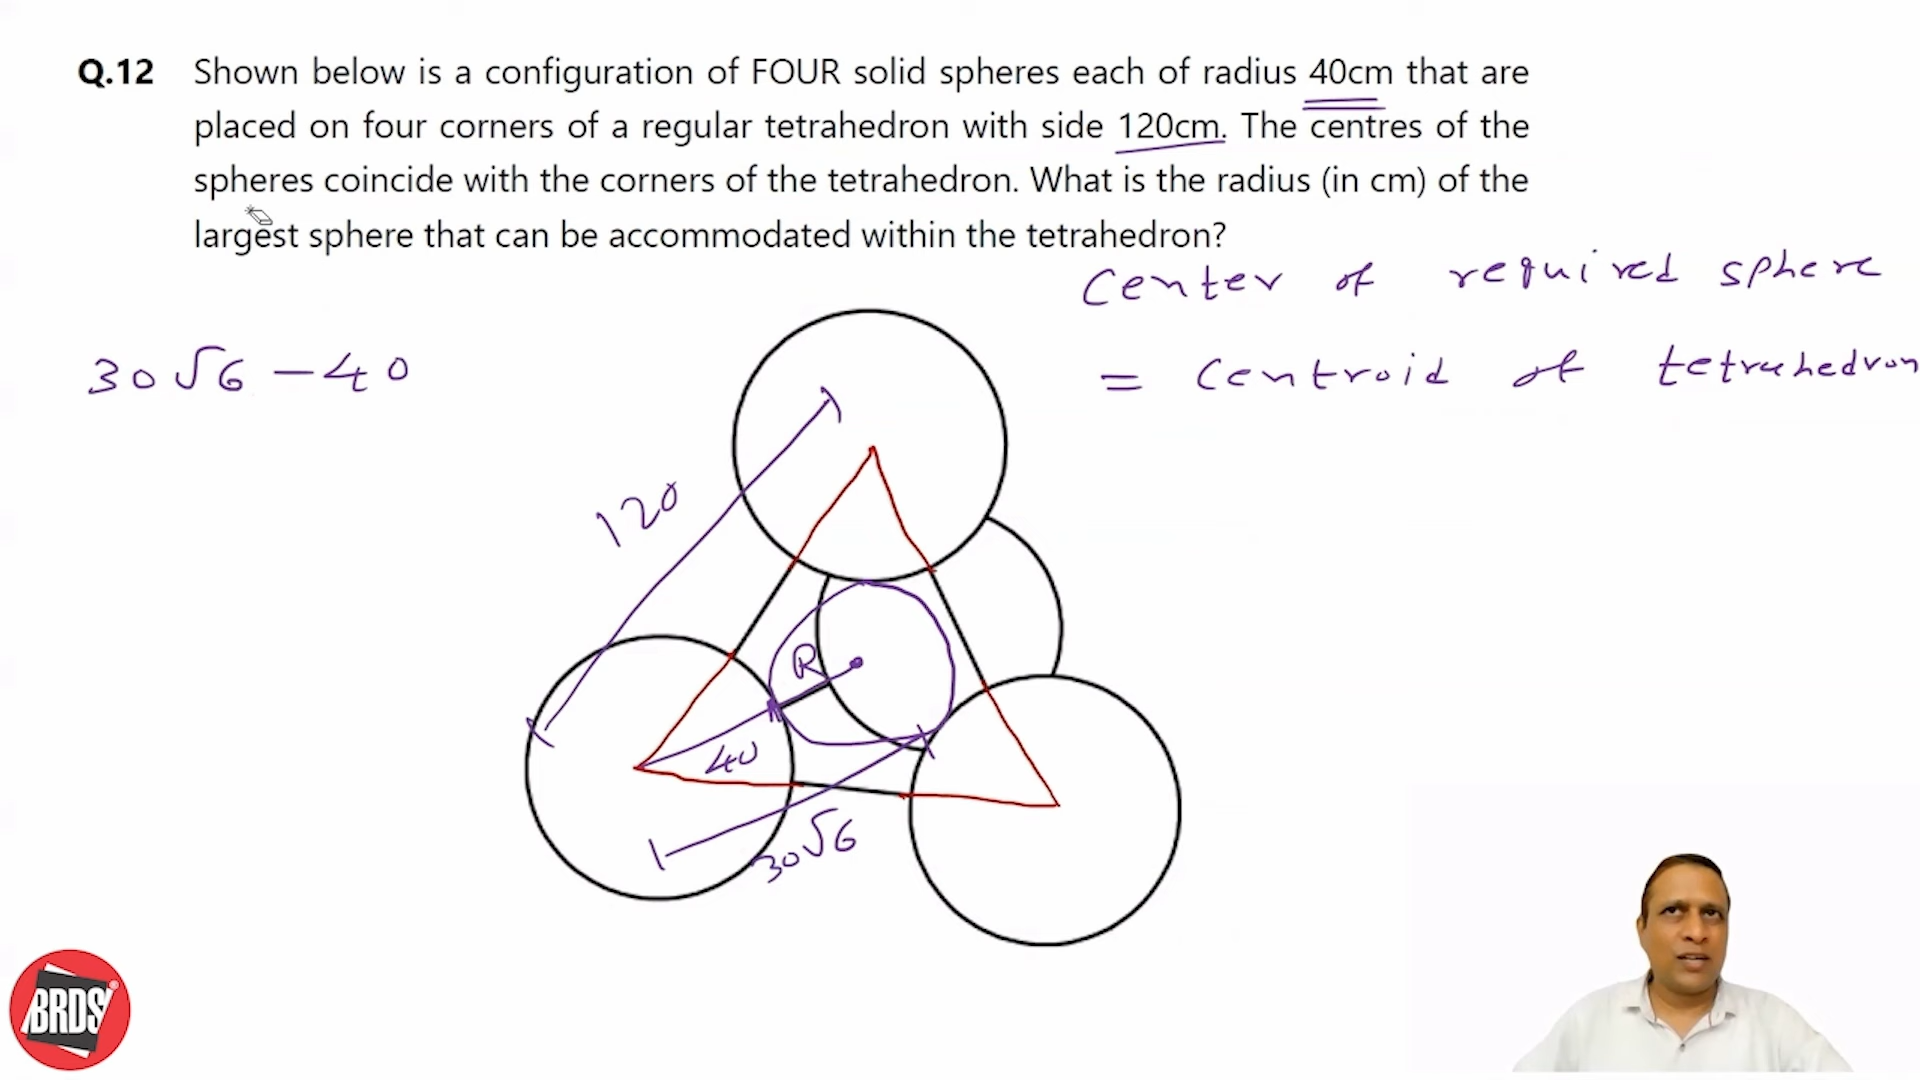 Q.12 Shown below is a configuration of FOUR solid spheres each of radius 40cm that are
placed on four corners of a regular tetrahedron with side 120cm. The centres of the
spheres coincide with the corners of the tetrahedron. What is the radius (in cm) of the
largest sphere that can be accommodated within the tetrahedron?
Center of required sphere
= Centroid of tetrahedron
30√6 - 40
120
R
40
30√6
BRDS